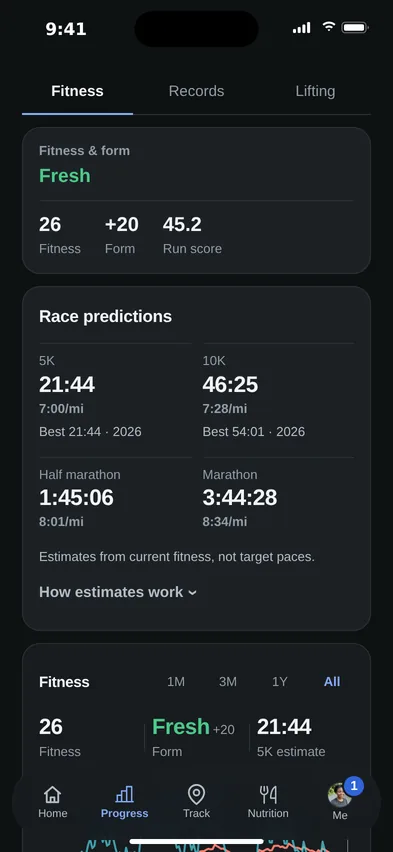 9:41
Fitness Records Lifting
Fitness & form
Fresh
26 +20 45.2
Fitness Form Run score
Race predictions
5K 10K
21:44 46:25
7:00/mi 7:28/mi
Best 21:44 · 2026 Best 54:01 · 2026
Half marathon Marathon
1:45:06 3:44:28
8:01/mi 8:34/mi
Estimates from current fitness, not target paces.
How estimates work
Fitness 1M 3M 1Y All
26 Fresh +20 21:44
Fitness Form 5K estimate
1
Home Progress Track Nutrition Me